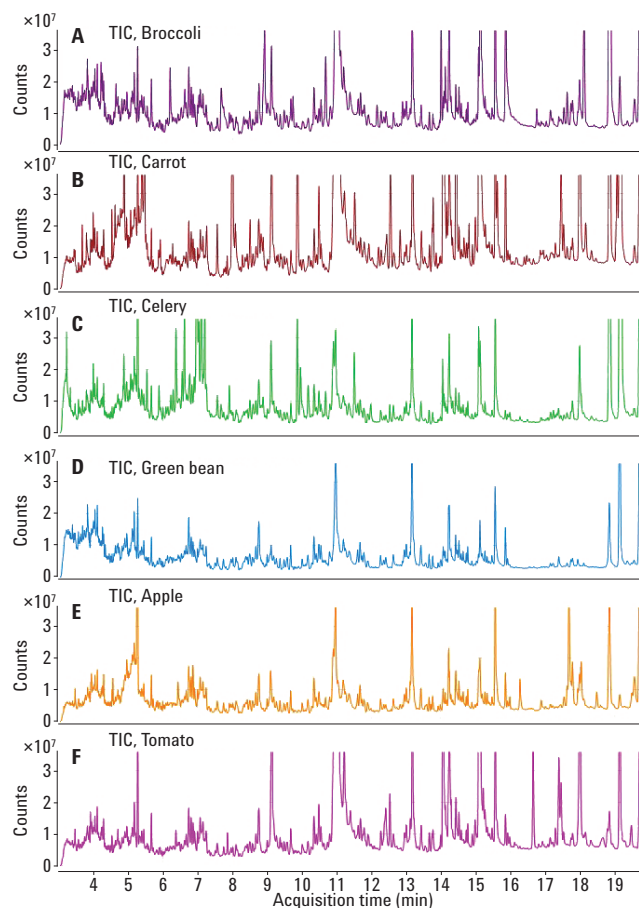 A TIC, Broccoli
×10⁷
3
2
1
0
Counts
B TIC, Carrot
×10⁷
3
2
1
0
Counts
C TIC, Celery
×10⁷
3
2
1
0
Counts
D TIC, Green bean
×10⁷
3
2
1
0
Counts
E TIC, Apple
×10⁷
3
2
1
0
Counts
F TIC, Tomato
×10⁷
3
2
1
0
Counts
4 5 6 7 8 9 10 11 12 13 14 15 16 17 18 19
Acquisition time (min)